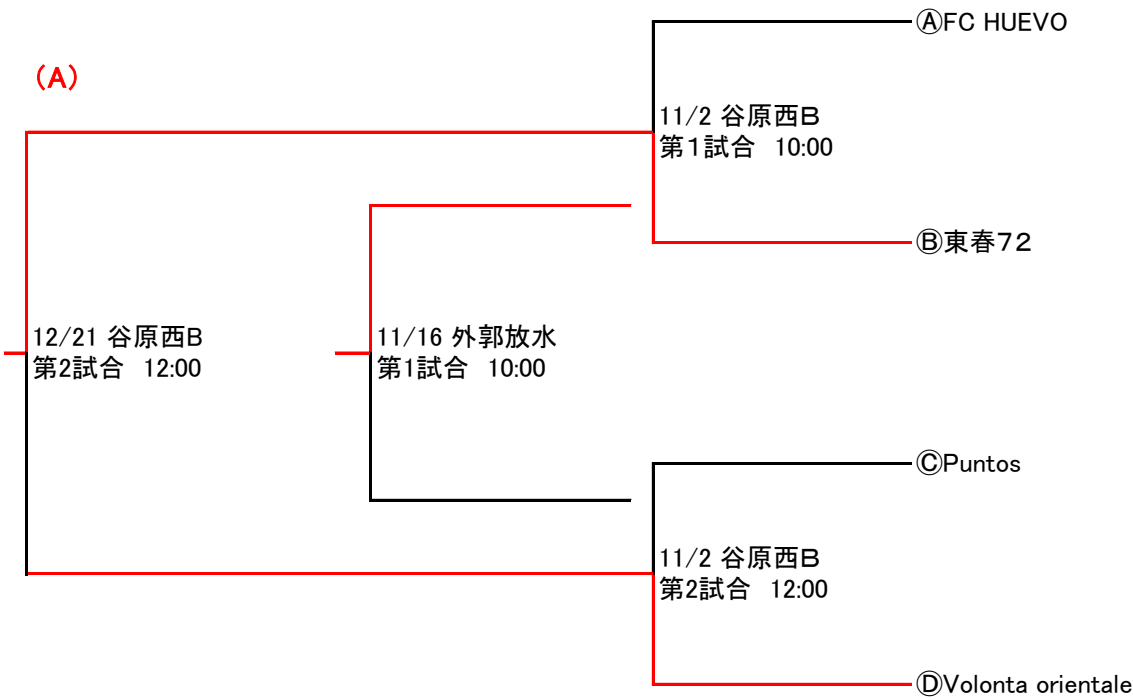 ⒶFC HUEVO
（A）
11/2 谷原西Ｂ
第１試合 10:00
Ⓑ東春７２
12/21 谷原西B
第2試合 12:00
11/16 外郭放水
第1試合 10:00
ⒸPuntos
11/2 谷原西Ｂ
第2試合 12:00
ⒹVolonta orientale